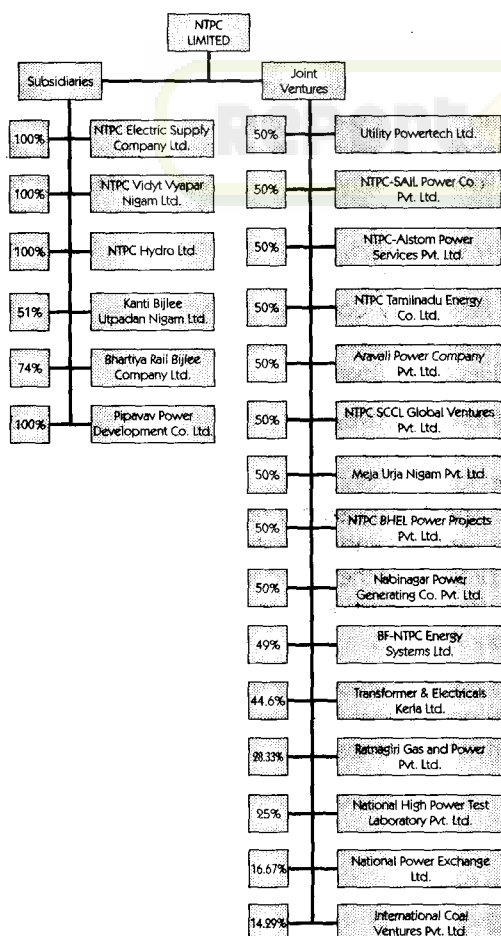 NTPC
LIMITED
Subsidiaries
100%
NTPC Electric Supply
Company Ltd.
100%
NTPC Vidyt Vyapar
Nigam Ltd.
100%
NTPC Hydro Ltd.
51%
Kanti Bijlee
Utpadan Nigam Ltd.
74%
Bhartiya Rail Bijlee
Company Ltd.
100%
Pipavav Power
Development Co. Ltd.
Joint
Ventures
50%
Utility Powertech Ltd.
50%
NTPC-SAIL Power Co.
Pvt. Ltd.
50%
NTPC-Alstom Power
Services Pvt. Ltd.
50%
NTPC Tamilnadu Energy
Co. Ltd.
50%
Aravali Power Company
Pvt. Ltd.
50%
NTPC SCCL Global Ventures
Pvt. Ltd.
50%
Meja Urja Nigam Pvt. Ltd.
50%
NTPC BHEL Power Projects
Pvt. Ltd.
50%
Nabinagar Power
Generating Co. Pvt. Ltd.
49%
BF-NTPC Energy
Systems Ltd.
44.6%
Transformer & Electricals
Kerla Ltd.
28.33%
Ratnagiri Gas and Power
Pvt. Ltd.
25%
National High Power Test
Laboratory Pvt. Ltd.
16.67%
National Power Exchange
Ltd.
14.29%
International Coal
Ventures Pvt. Ltd.